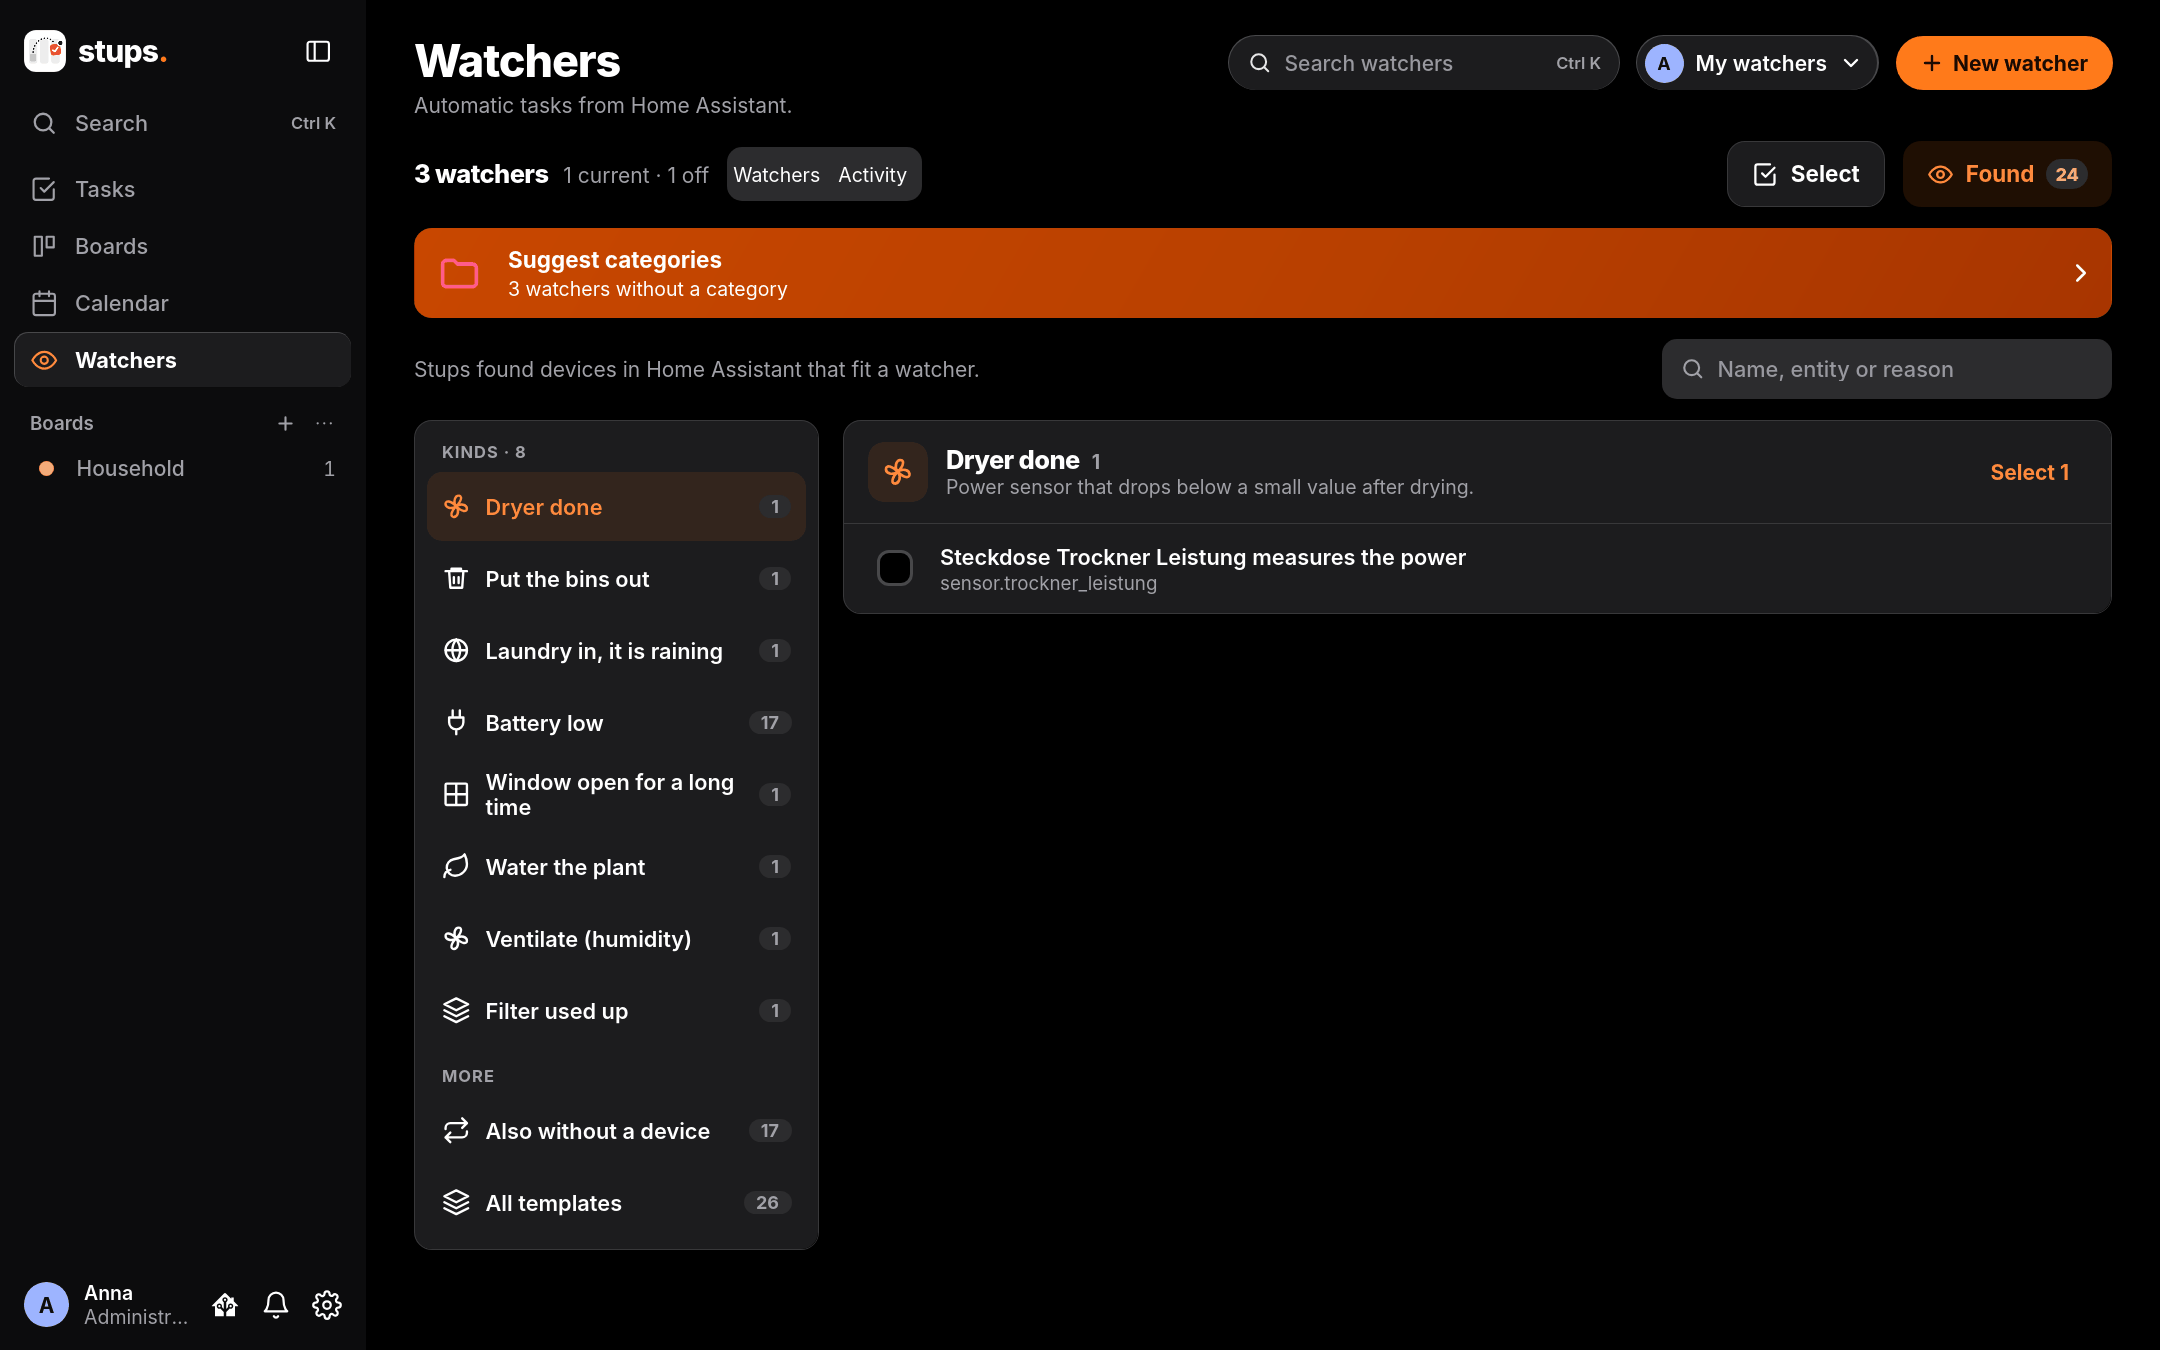 stups.
Search Ctrl K
Tasks
Boards
Calendar
Watchers
Boards
Household 1
A Anna
Administr...
Watchers
Automatic tasks from Home Assistant.
Search watchers Ctrl K
A My watchers
New watcher
3 watchers 1 current · 1 off Watchers Activity
Select
Found 24
Suggest categories
3 watchers without a category
Stups found devices in Home Assistant that fit a watcher.
Name, entity or reason
KINDS · 8
Dryer done 1
Put the bins out 1
Laundry in, it is raining 1
Battery low 17
Window open for a long
time 1
Water the plant 1
Ventilate (humidity) 1
Filter used up 1
MORE
Also without a device 17
All templates 26
Dryer done 1
Power sensor that drops below a small value after drying.
Select 1
Steckdose Trockner Leistung measures the power
sensor.trockner_leistung